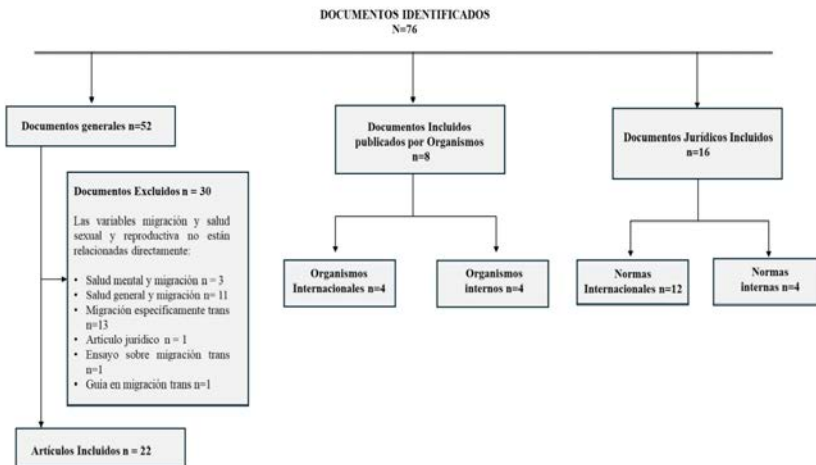 DOCUMENTOS IDENTIFICADOS
N=76
Documentos generales n=52
Documentos Incluidos
publicados por Organismos
n=8
Documentos Jurídicos Incluidos
n=16
Documentos Excluidos n = 30
Las variables migración y salud
sexual y reproductiva no están
relacionadas directamente:
• Salud mental y migración n = 3
• Salud general y migración n= 11
• Migración específicamente trans
n=13
• Artículo jurídico n = 1
• Ensayo sobre migración trans
n=1
• Guia en migración trans n=1
Organismos
Internacionales n=4
Organismos
internos n=4
Normas
Internacionales n=12
Normas
internas n=4
Artículos Incluidos n = 22